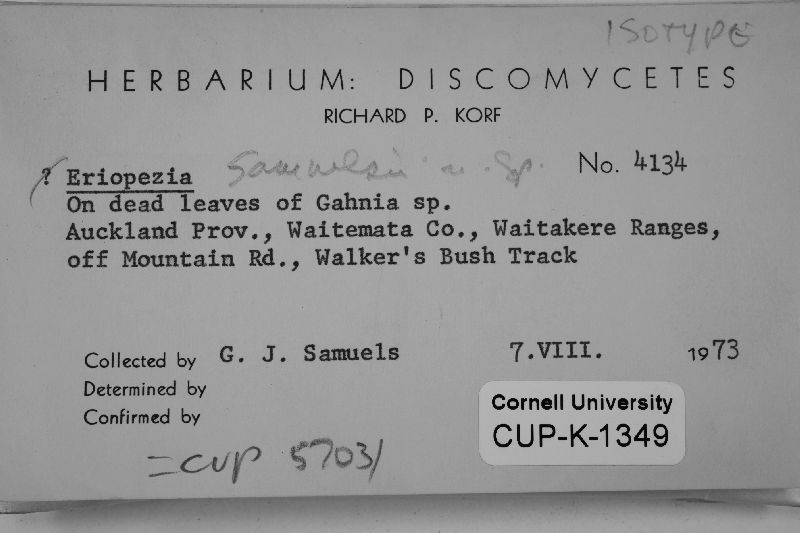 ISOTYPE
HERBARIUM: DISCOMYCETES
RICHARD P. KORF
? Eriopezia Samuelsii n. sp. No. 4134
On dead leaves of Gahnia sp.
Auckland Prov., Waitemata Co., Waitakere Ranges,
off Mountain Rd., Walker's Bush Track
Collected by G. J. Samuels 7.VIII. 1973
Determined by
Confirmed by
Cornell University
CUP-K-1349
=CUP 57031